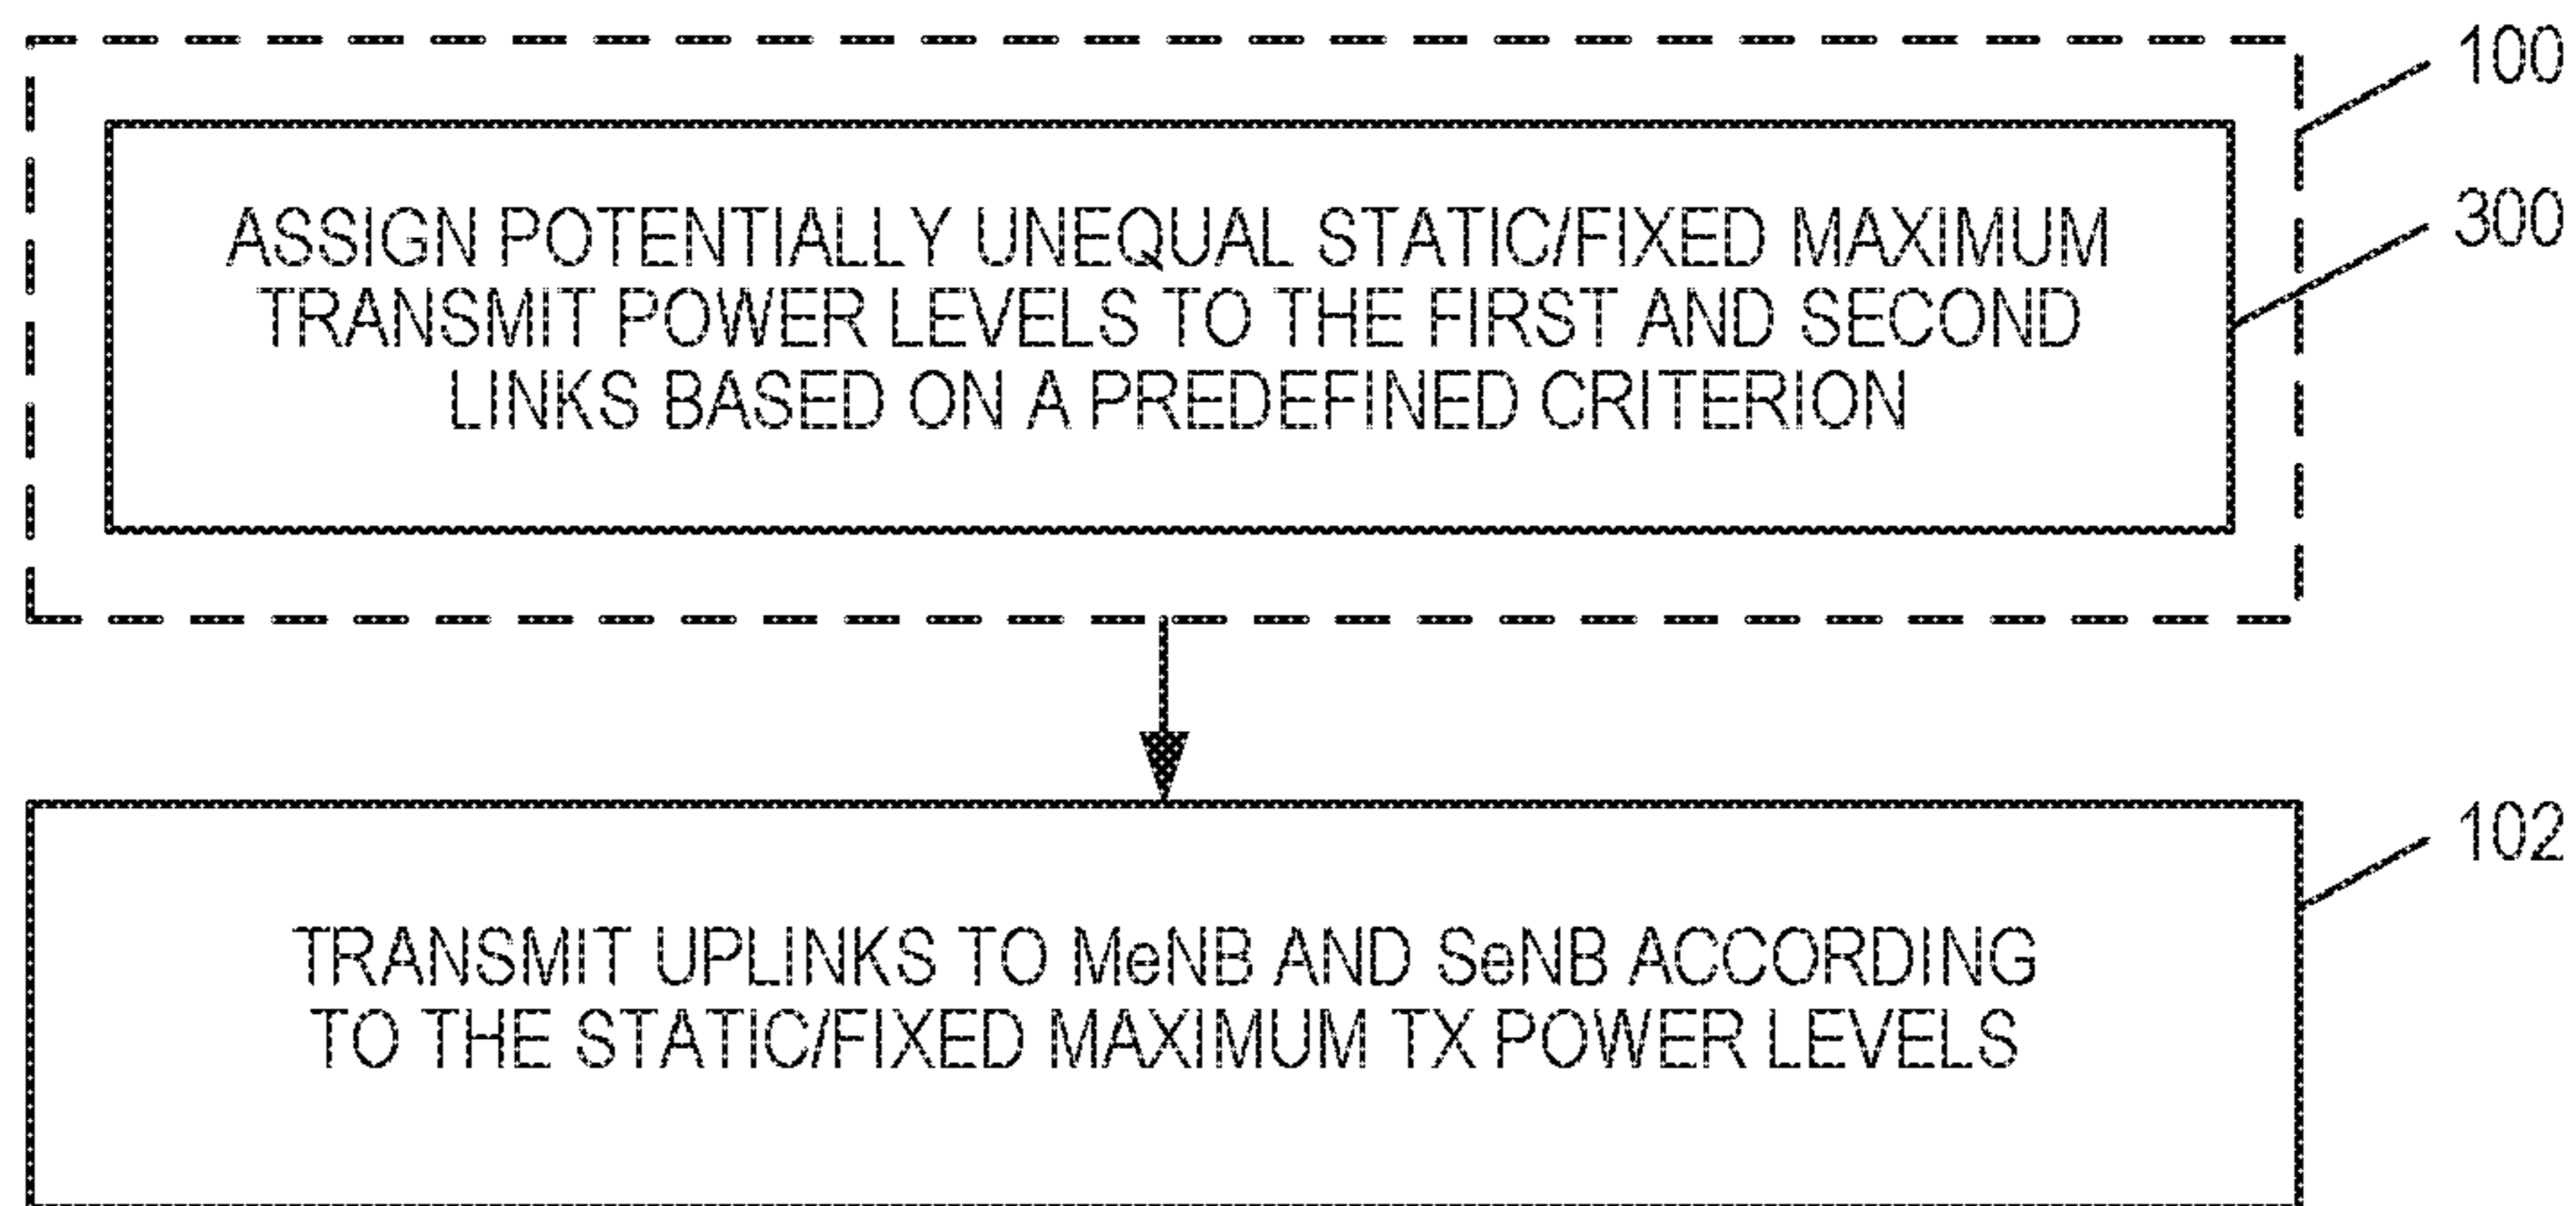 100
300
ASSIGN POTENTIALLY UNEQUAL STATIC/FIXED MAXIMUM
TRANSMIT POWER LEVELS TO THE FIRST AND SECOND
LINKS BASED ON A PREDEFINED CRITERION
102
TRANSMIT UPLINKS TO MeNB AND SeNB ACCORDING
TO THE STATIC/FIXED MAXIMUM TX POWER LEVELS